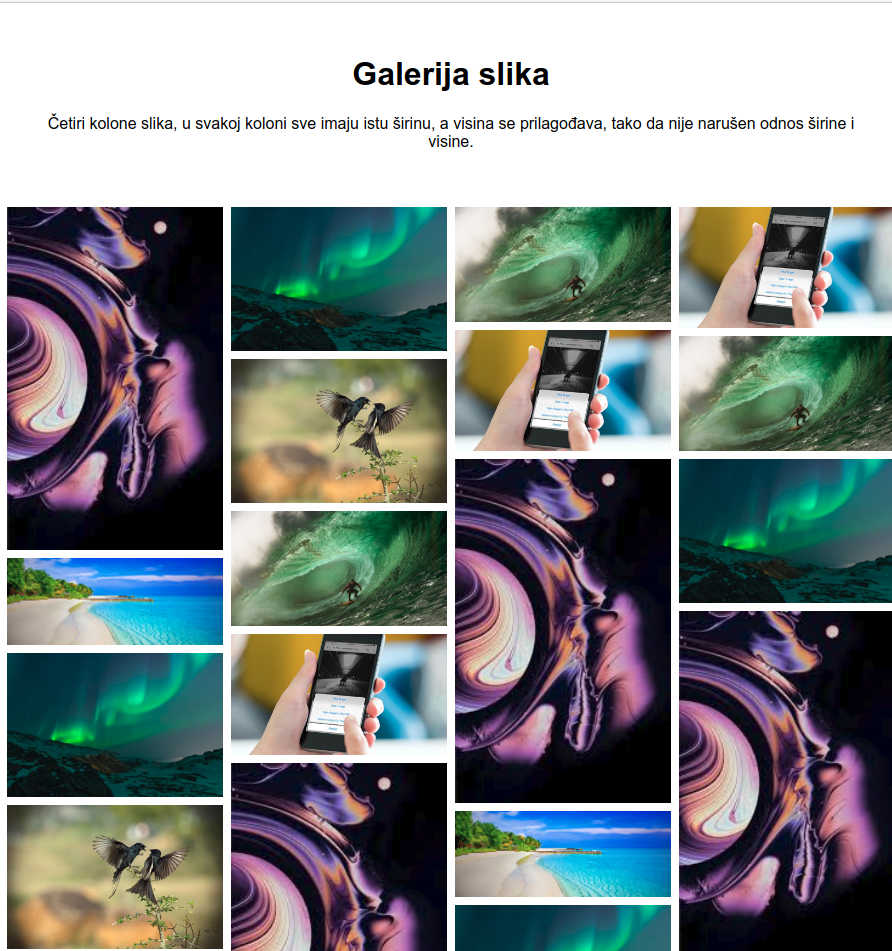 Galerija slika
Četiri kolone slika, u svakoj koloni sve imaju istu širinu, a visina se prilagođava, tako da nije narušen odnos širine i
visine.